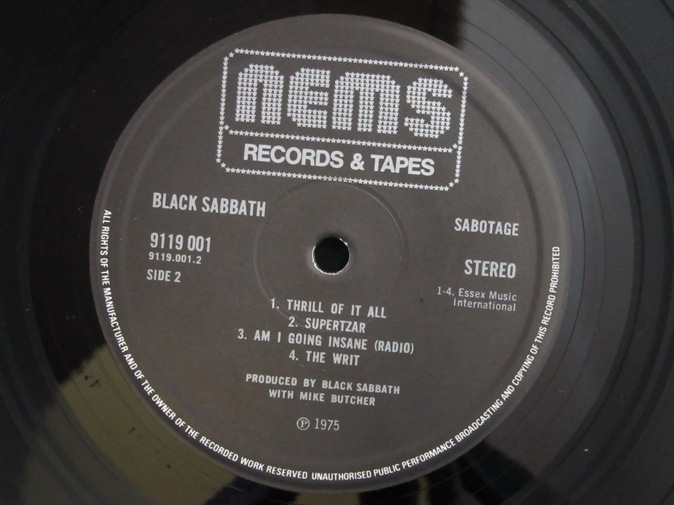 nems
RECORDS & TAPES
BLACK SABBATH
SABOTAGE
9119 001
9119.001.2
STEREO
SIDE 2
1-4, Essex Music
International
1. THRILL OF IT ALL
2. SUPERTZAR
3. AM I GOING INSANE (RADIO)
4. THE WRIT
PRODUCED BY BLACK SABBATH
WITH MIKE BUTCHER
Ⓟ 1975
ALL RIGHTS OF THE MANUFACTURER AND OF THE OWNER OF THE RECORDED WORK RESERVED UNAUTHORISED PUBLIC PERFORMANCE BROADCASTING AND COPYING OF THIS RECORD PROHIBITED